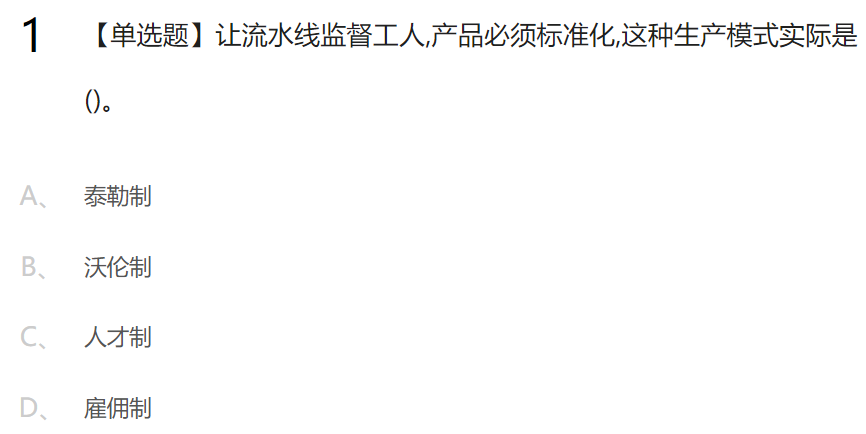 1 【单选题】让流水线监督工人,产品必须标准化,这种生产模式实际是
()。
A、 泰勒制
B、 沃伦制
C、 人才制
D、 雇佣制